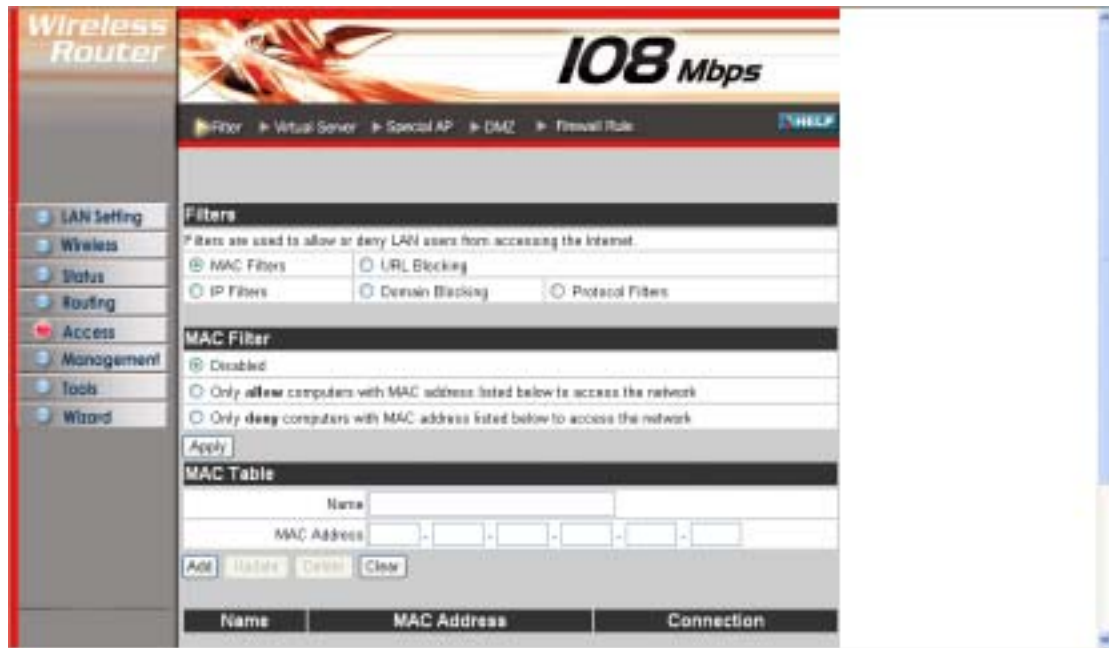 Wireless
Router
108 Mbps
Filter Virtual Server Special AP DMZ Firewall Rule HELP
LAN Setting
Wireless
Status
Routing
Access
Management
Tools
Wizard
Filters
Filters are used to allow or deny LAN users from accessing the Internet.
MAC Filters URL Blocking
IP Filters Domain Blocking Protocol Filters
MAC Filter
Disabled
Only allow computers with MAC address listed below to access the network
Only deny computers with MAC address listed below to access the network
Apply
MAC Table
Name
MAC Address - - - - -
Add Update Delete Clear
Name MAC Address Connection